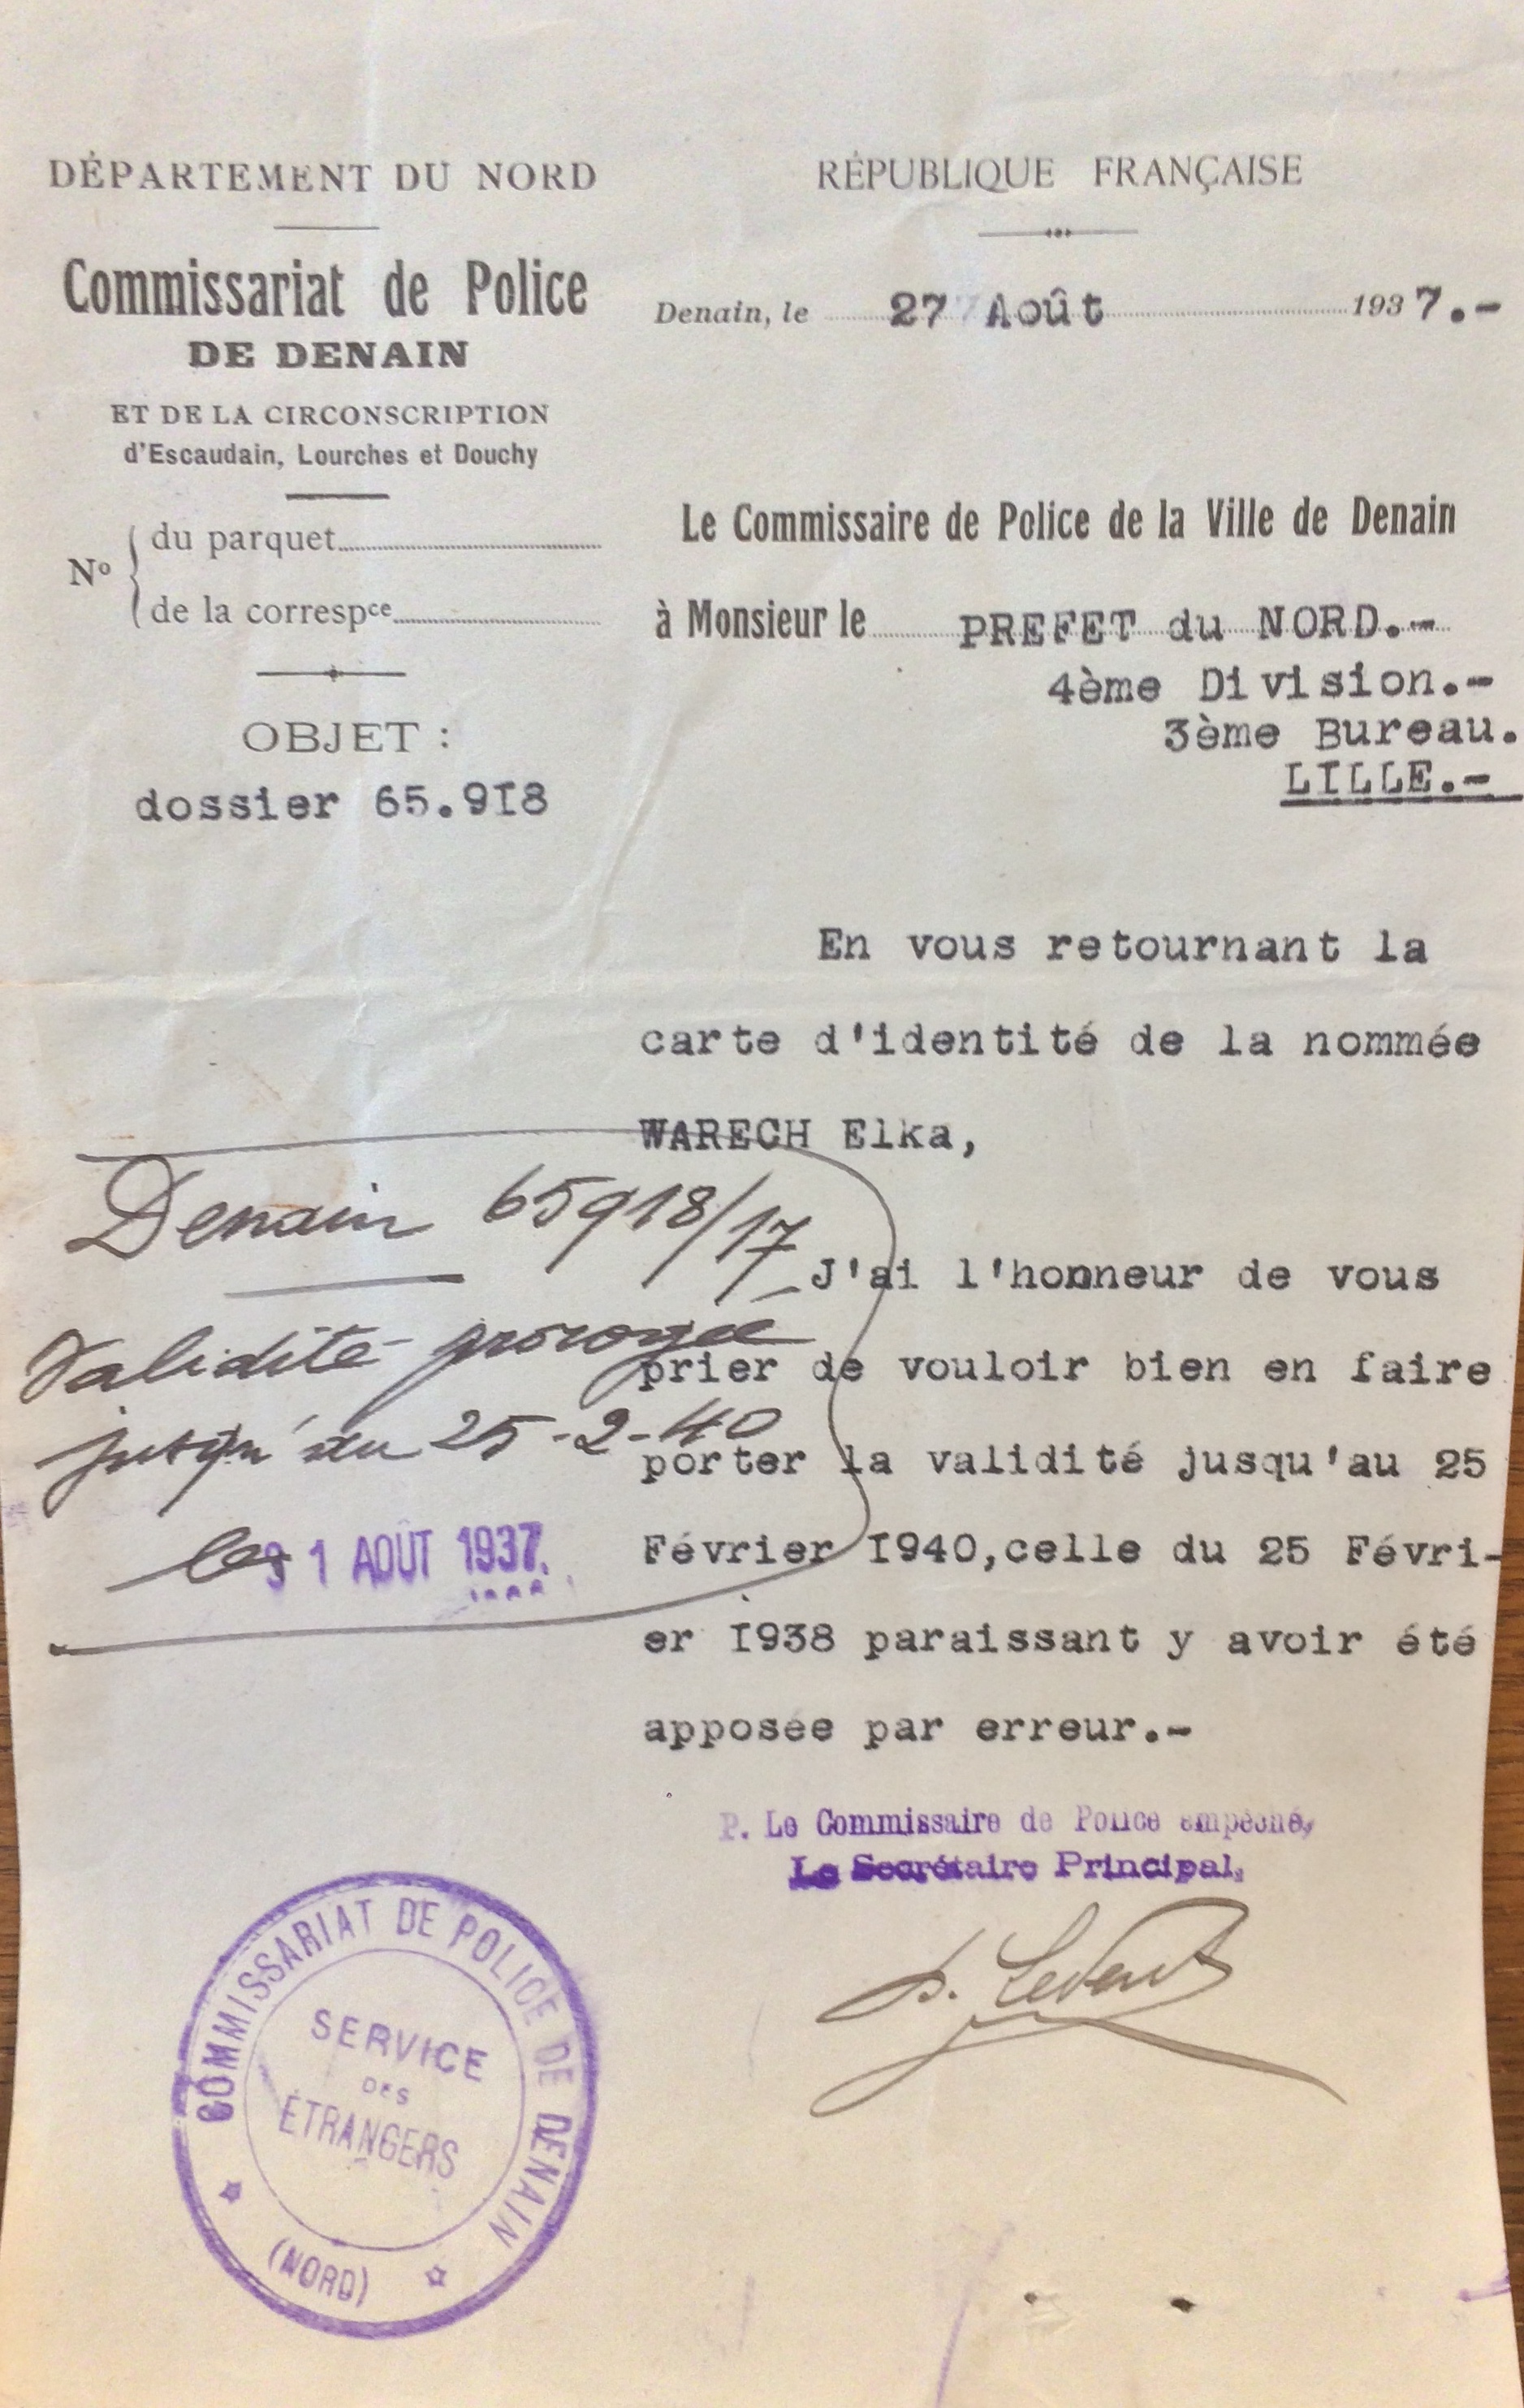 DÉPARTEMENT DU NORD
Commissariat de Police
DE DENAIN
ET DE LA CIRCONSCRIPTION
d'Escaudain, Lourches et Douchy
No
du parquet
de la correspce
OBJET :
dossier 65.9I8
RÉPUBLIQUE FRANÇAISE
Denain, le 27 Août 1937.-
Le Commissaire de Police de la Ville de Denain
à Monsieur le PREFET du NORD.-
4ème Division.-
3ème Bureau.
LILLE.-
En vous retournant la
carte d'identité de la nommée
WARECH Elka,
J'ai l'honneur de vous
prier de vouloir bien en faire
porter la validité jusqu'au 25
Février I940,celle du 25 Févri-
er I938 paraissant y avoir été
apposée par erreur.-
Denain 65918/17
Validité prorogée
jusqu'au 25-2-40
le 31 AOÛT 1937.
P. Le Commissaire de Police empêché,
Le Secrétaire Principal,
COMMISSARIAT DE POLICE DE DENAIN
(NORD)
SERVICE
DES
ÉTRANGERS